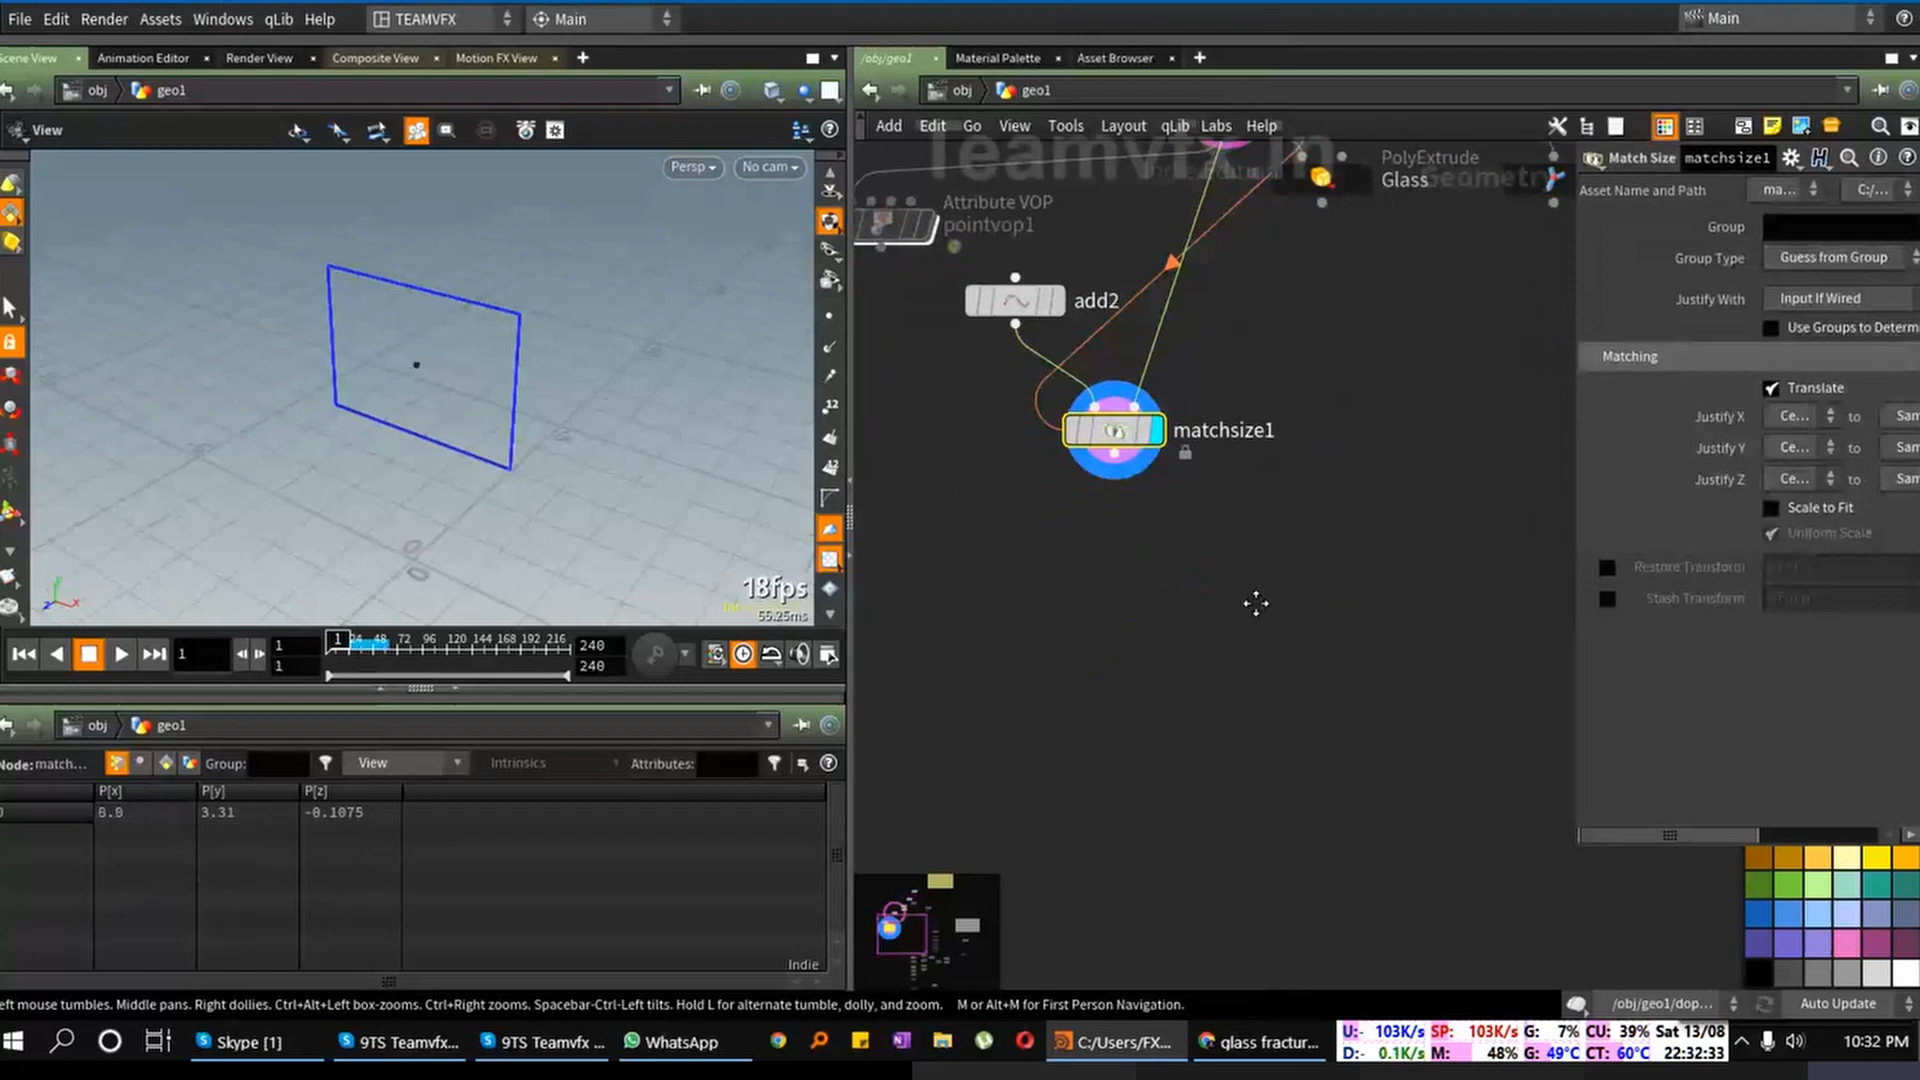 File Edit Render Assets Windows qLib Help TEAMVFX Main Main
Scene View Animation Editor Render View Composite View Motion FX View
/obj/geo1 Material Palette Asset Browser
obj geo1
obj geo1
View
Add Edit Go View Tools Layout qLib Labs Help
Persp No cam
Teamvfx in
PolyExtrude
Glass
Geometry
Attribute VOP
pointvop1
add2
matchsize1
Match Size matchsize1
Asset Name and Path ma... C:/...
Group
Group Type Guess from Group
Justify With Input If Wired
Use Groups to Determ
Matching
Translate
Justify X Ce... to Sam
Justify Y Ce... to Sam
Justify Z Ce... to Sam
Scale to Fit
Uniform Scale
Restore Transform
Stash Transform
18fps
55.25ms
1 1 1 1 24 48 72 96 120 144 168 192 216 240 240
obj geo1
Node: match... Group: View Intrinsics Attributes:
P[x] P[y] P[z]
0.0 3.31 -0.1075
Indie
eft mouse tumbles. Middle pans. Right dollies. Ctrl+Alt+Left box-zooms. Ctrl+Right zooms. Spacebar-Ctrl-Left tilts. Hold L for alternate tumble, dolly, and zoom. M or Alt+M for First Person Navigation.
/obj/geo1/dop... Auto Update
Skype [1] 9TS Teamvfx... 9TS Teamvfx ... WhatsApp C:/Users/FX... glass fractur...
U:- 103K/s SP: 103K/s G: 7% CU: 39% Sat 13/08
D:- 0.1K/s M: 48% G: 49°C CT: 60°C 22:32:33
10:32 PM